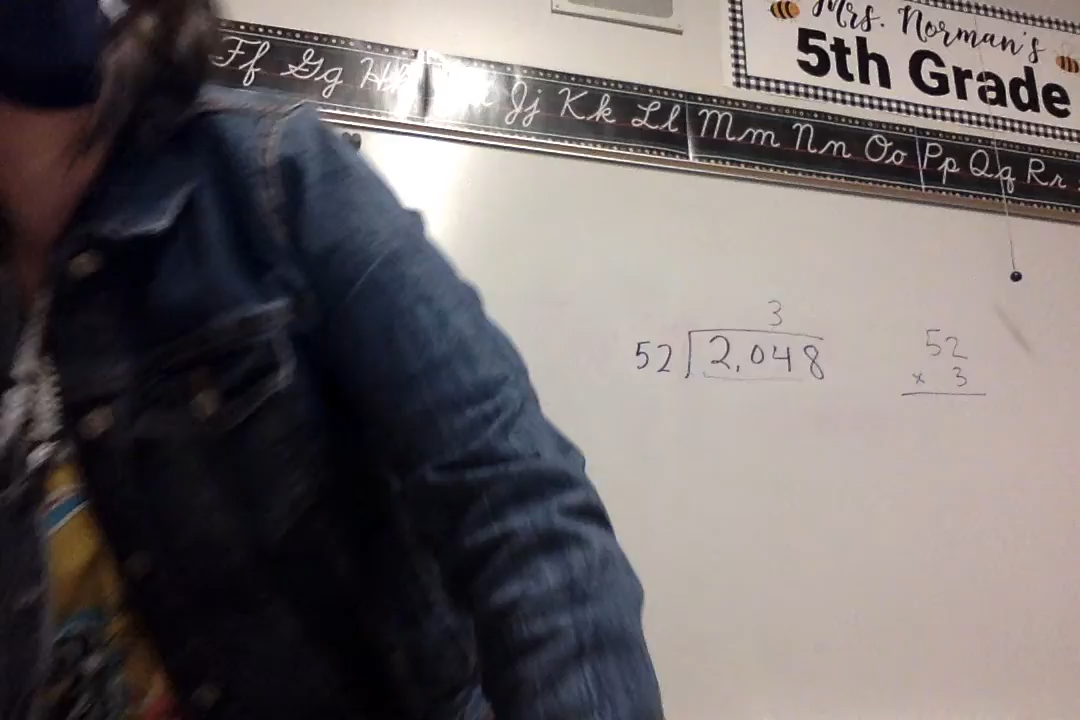 Mrs. Norman's
5th Grade
Ff Gg Jj Kk Ll Mm Nn Oo Pp Qq Rr
3
52 2,048
52
x 3